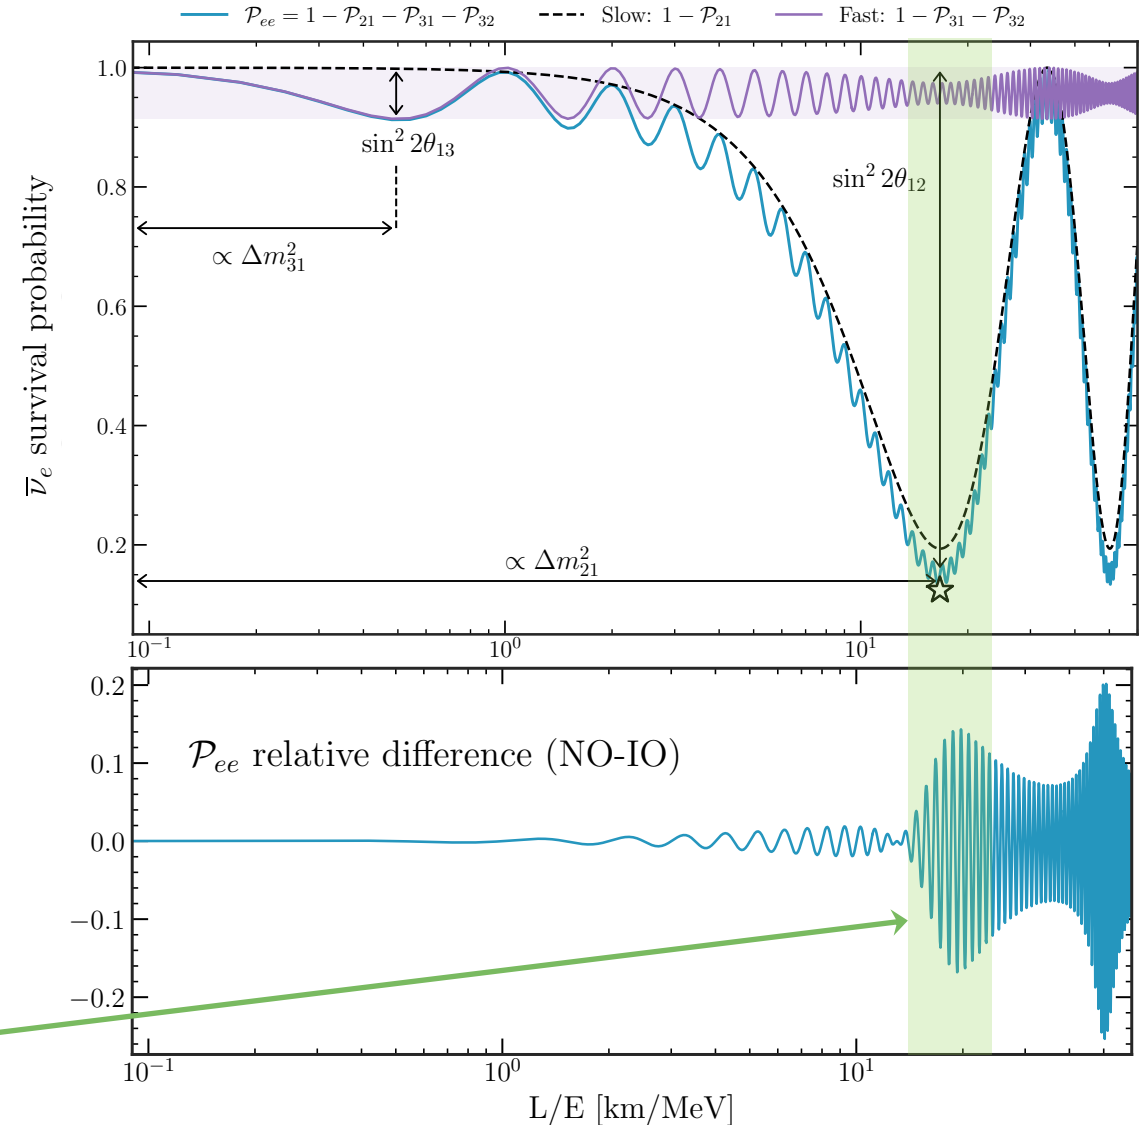 𝒫ₑₑ = 1 − 𝒫₂₁ − 𝒫₃₁ − 𝒫₃₂
Slow: 1 − 𝒫₂₁
Fast: 1 − 𝒫₃₁ − 𝒫₃₂
ν̅ₑ survival probability
1.0
0.8
0.6
0.4
0.2
sin² 2θ₁₃
∝ Δm²₃₁
sin² 2θ₁₂
∝ Δm²₂₁
10⁻¹
10⁰
10¹
0.2
0.1
0.0
−0.1
−0.2
𝒫ₑₑ relative difference (NO-IO)
10⁻¹
10⁰
10¹
L/E [km/MeV]